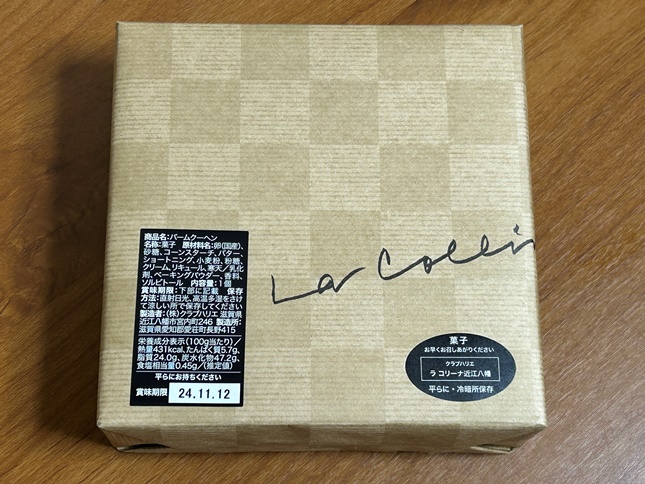 商品名:バームクーヘン
名称:菓子 原材料名:卵(国産)、
砂糖、コーンスターチ、バター、
ショートニング、小麦粉、粉糖、
クリーム、リキュール、寒天／乳化
剤、ベーキングパウダー、香料、
ソルビトール 内容量:1個
賞味期限:下部に記載 保存
方法:直射日光、高温多湿をさけ
て涼しい所で保存してください
製造者:(株)クラブハリエ 滋賀県
近江八幡市宮内町246 製造所:
滋賀県愛知郡愛荘町長野415
栄養成分表示(100g当たり)／
熱量431kcal、たんぱく質5.7g、
脂質24.0g、炭水化物47.2g、
食塩相当量0.45g／(推定値)
平らにお持ちください
賞味期限 24.11.12
La Colli
菓子
お早くお召しあがりください
クラブハリエ
ラ コリーナ近江八幡
平らに・冷暗所保存